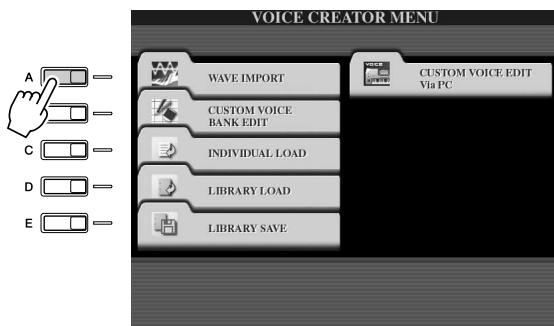 VOICE CREATOR MENU
A
WAVE IMPORT
CUSTOM VOICE
BANK EDIT
C
INDIVIDUAL LOAD
D
LIBRARY LOAD
E
LIBRARY SAVE
VOICE
CUSTOM VOICE EDIT
Via PC